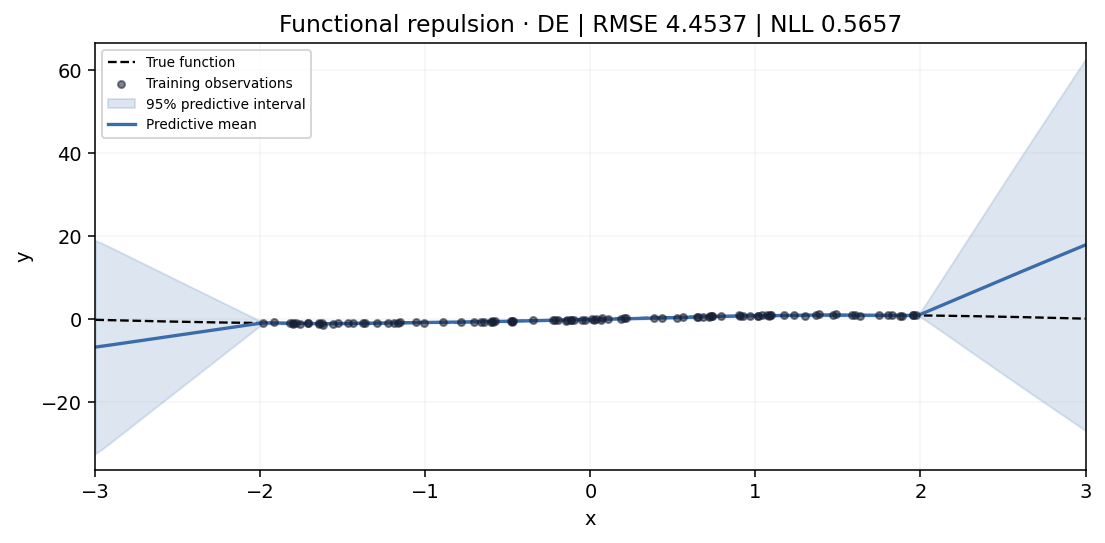 Functional repulsion · DE | RMSE 4.4537 | NLL 0.5657
True function
Training observations
95% predictive interval
Predictive mean
60
40
20
0
−20
y
−3
−2
−1
0
1
2
3
x